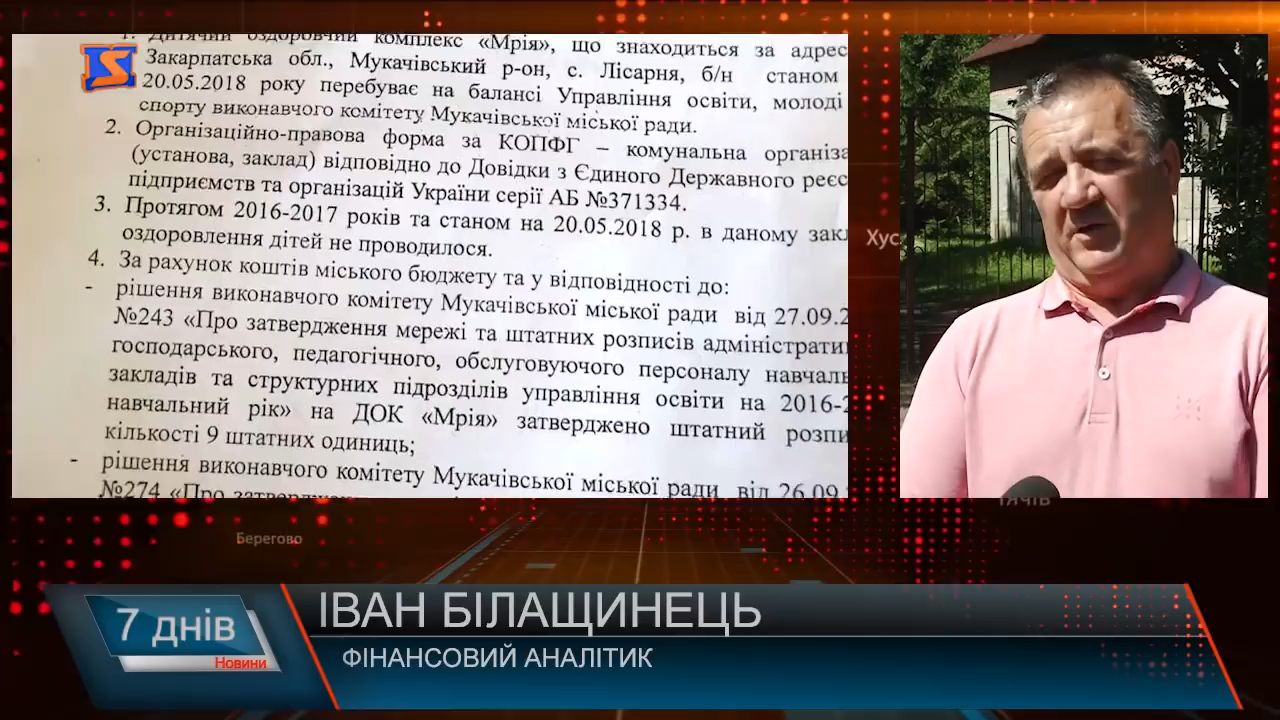 1. Дитячий оздоровчий комплекс «Мрія», що знаходиться за адрес
Закарпатська обл., Мукачівський р-он, с. Лісарня, б/н станом
20.05.2018 року перебуває на балансі Управління освіти, молоді
спорту виконавчого комітету Мукачівської міської ради.
2. Організаційно-правова форма за КОПФГ – комунальна організа
(установа, заклад) відповідно до Довідки з Єдиного Державного реєс
підприємств та організацій України серії АБ №371334.
3. Протягом 2016-2017 років та станом на 20.05.2018 р. в даному зак
оздоровлення дітей не проводилося.
4. За рахунок коштів міського бюджету та у відповідності до:
- рішення виконавчого комітету Мукачівської міської ради від 27.09.2
№243 «Про затвердження мережі та штатних розписів адміністрати
господарського, педагогічного, обслуговуючого персоналу навчаль
закладів та структурних підрозділів управління освіти на 2016-2
навчальний рік» на ДОК «Мрія» затверджено штатний розпи
кількості 9 штатних одиниць;
- рішення виконавчого комітету Мукачівської міської ради від 26.09
№274 «Про
Хус
ТЯЧІВ
Берегово
7 днів
Новини
ІВАН БІЛАЩИНЕЦЬ
ФІНАНСОВИЙ АНАЛІТИК